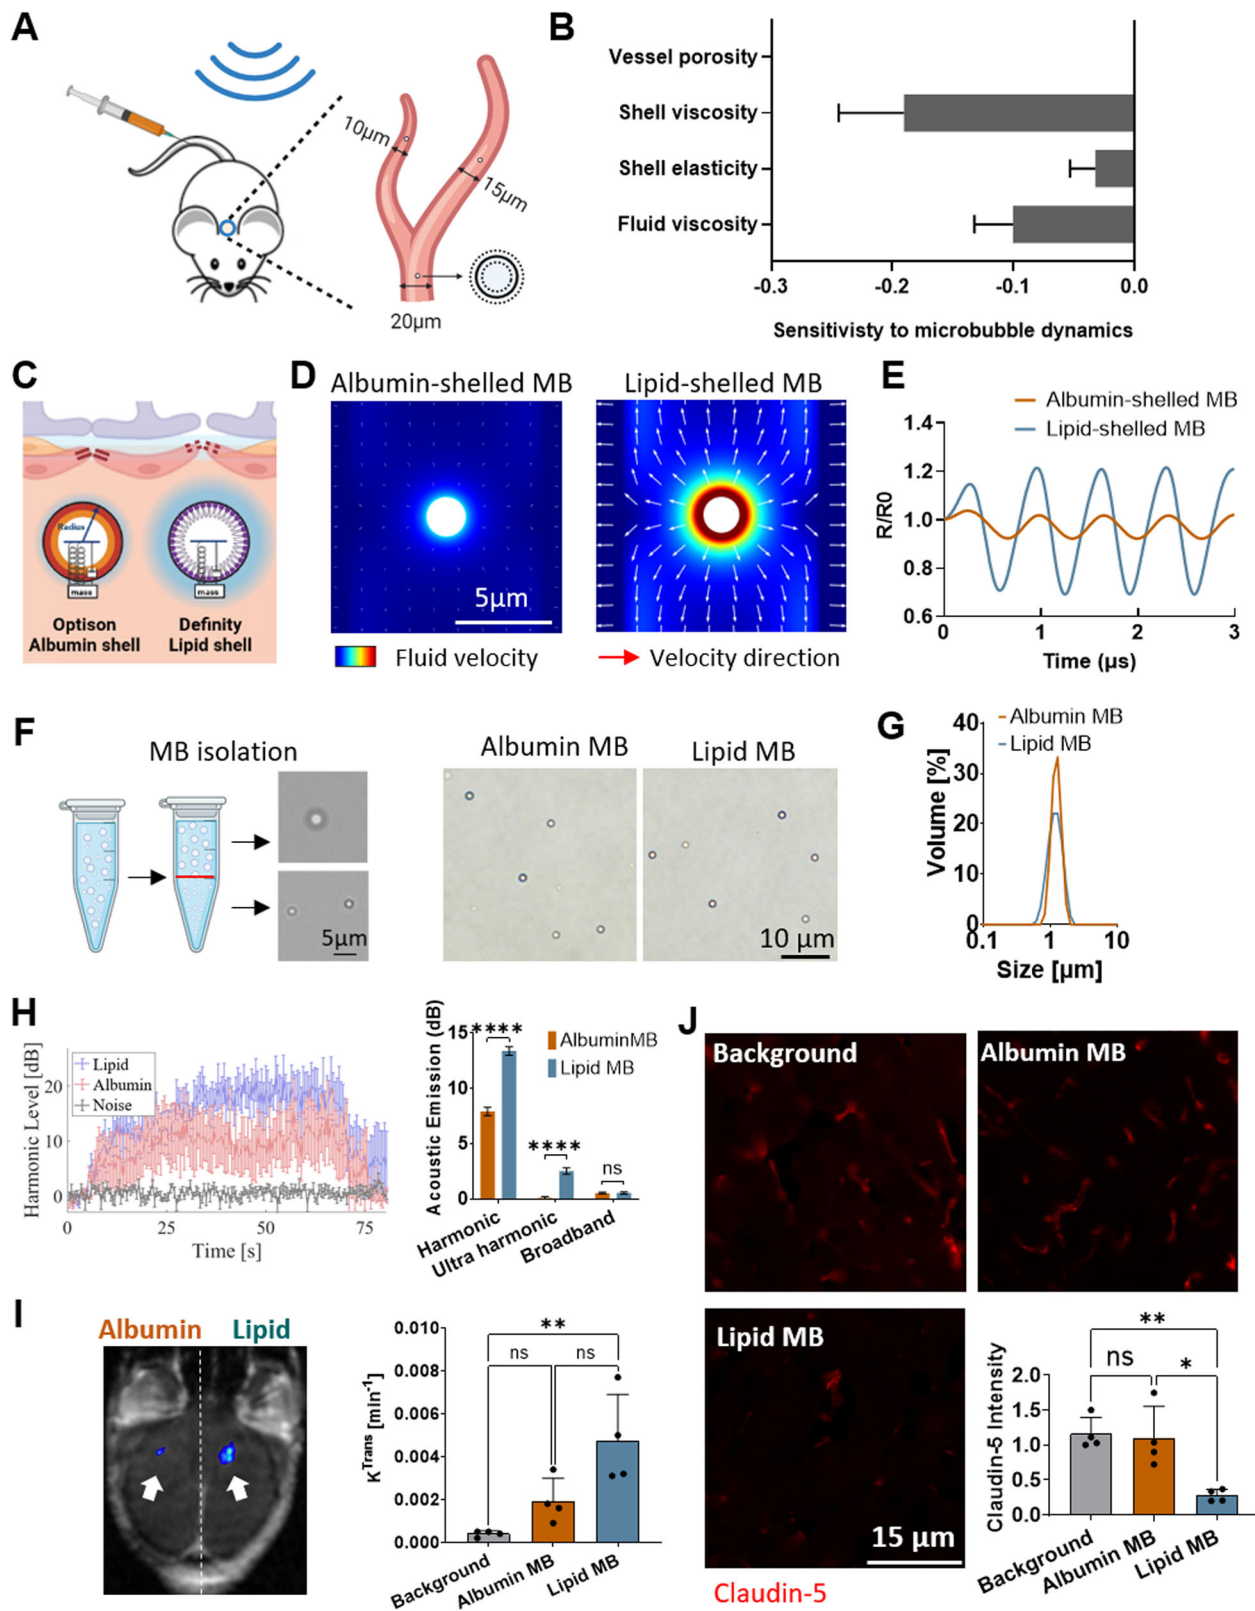 A
10µm
15µm
20µm
B
Vessel porosity
Shell viscosity
Shell elasticity
Fluid viscosity
-0.3
-0.2
-0.1
0.0
Sensitivisty to microbubble dynamics
C
Radius
mass
mass
Optison
Albumin shell
Definity
Lipid shell
D
Albumin-shelled MB
Lipid-shelled MB
5µm
Fluid velocity
Velocity direction
E
Albumin-shelled MB
Lipid-shelled MB
R/R0
1.4
1.2
1.0
0.8
0.6
0
1
2
3
Time (µs)
F
MB isolation
5µm
Albumin MB
Lipid MB
10 µm
G
Albumin MB
Lipid MB
Volume [%]
40
30
20
10
0
0.1
1
10
Size [µm]
H
Harmonic Level [dB]
Lipid
Albumin
Noise
20
10
0
0
25
50
75
Time [s]
Acoustic Emission (dB)
15
10
5
0
AlbuminMB
Lipid MB
****
****
ns
Harmonic
Ultra harmonic
Broadband
I
Albumin
Lipid
K^Trans [min⁻¹]
0.010
0.008
0.006
0.004
0.002
0.000
**
ns
ns
Background
Albumin MB
Lipid MB
J
Background
Albumin MB
Lipid MB
15 µm
Claudin-5
Claudin-5 Intensity
2.0
1.5
1.0
0.5
0.0
**
ns
*
Background
Albumin MB
Lipid MB